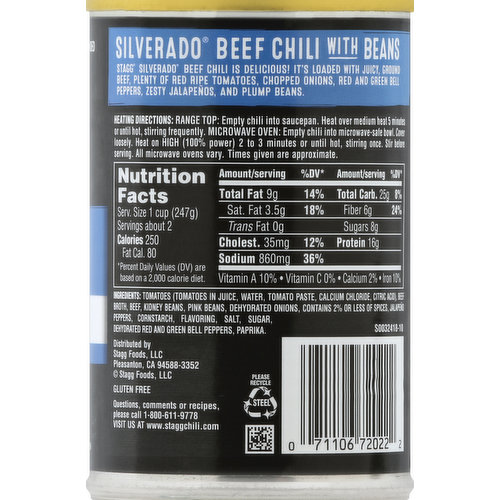 SILVERADO® BEEF CHILI WITH BEANS
STAGG® SILVERADO® BEEF CHILI IS DELICIOUS! IT'S LOADED WITH JUICY, GROUND
BEEF, PLENTY OF RED RIPE TOMATOES, CHOPPED ONIONS, RED AND GREEN BELL
PEPPERS, ZESTY JALAPEÑOS, AND PLUMP BEANS.
HEATING DIRECTIONS: RANGE TOP: Empty chili into saucepan. Heat over medium heat 5 minutes
or until hot, stirring frequently. MICROWAVE OVEN: Empty chili into microwave-safe bowl. Cover
loosely. Heat on HIGH (100% power) 2 to 3 minutes or until hot, stirring once. Stir before
serving. All microwave ovens vary. Times given are approximate.
Nutrition
Facts
Serv. Size 1 cup (247g)
Servings about 2
Calories 250
Fat Cal. 80
*Percent Daily Values (DV) are
based on a 2,000 calorie diet.
Amount/serving %DV* Amount/serving %DV*
Total Fat 9g 14% Total Carb. 25g 8%
Sat. Fat 3.5g 18% Fiber 6g 24%
Trans Fat 0g Sugars 8g
Cholest. 35mg 12% Protein 16g
Sodium 860mg 36%
Vitamin A 10% • Vitamin C 0% • Calcium 2% • Iron 10%
INGREDIENTS: TOMATOES (TOMATOES IN JUICE, WATER, TOMATO PASTE, CALCIUM CHLORIDE, CITRIC ACID), BEEF
BROTH, BEEF, KIDNEY BEANS, PINK BEANS, DEHYDRATED ONIONS, CONTAINS 2% OR LESS OF SPICES, JALAPENO
PEPPERS, CORNSTARCH, FLAVORING, SALT, SUGAR,
DEHYDRATED RED AND GREEN BELL PEPPERS, PAPRIKA.
S0032418-10
Distributed by
Stagg Foods, LLC
Pleasanton, CA 94588-3352
© Stagg Foods, LLC
GLUTEN FREE
Questions, comments or recipes,
please call 1-800-611-9778
VISIT US AT www.staggchili.com
PLEASE
RECYCLE
STEEL
0 71106 72022 2